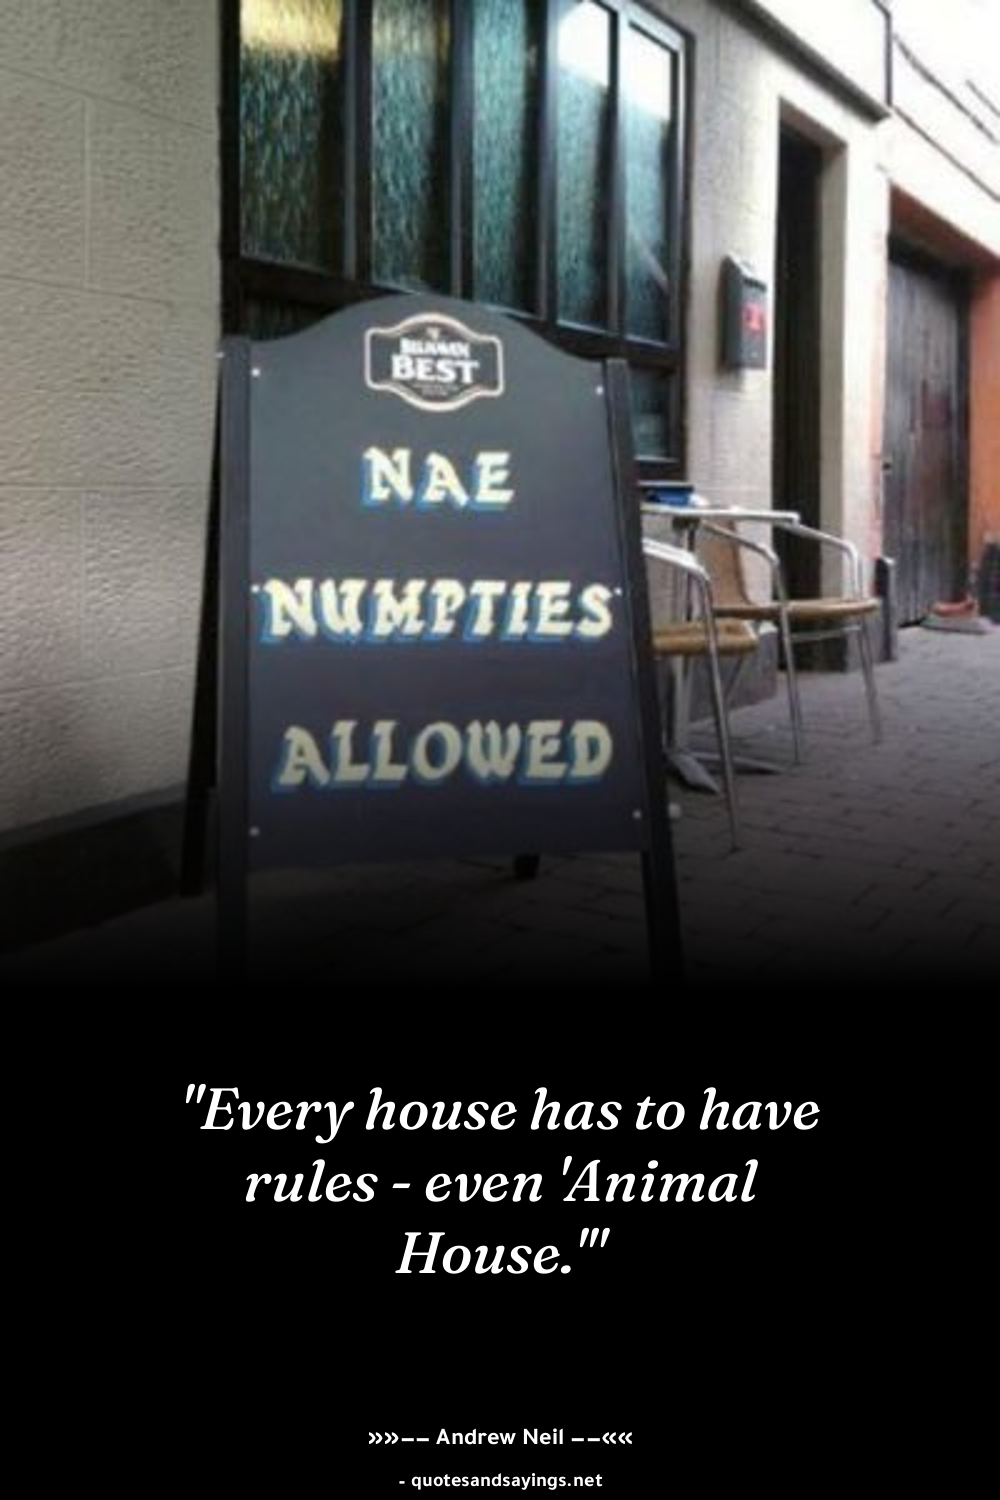 BEST
NAE
NUMPTIES
ALLOWED
"Every house has to have
rules - even 'Animal
House.'"
»»−− Andrew Neil −−««
- quotesandsayings.net